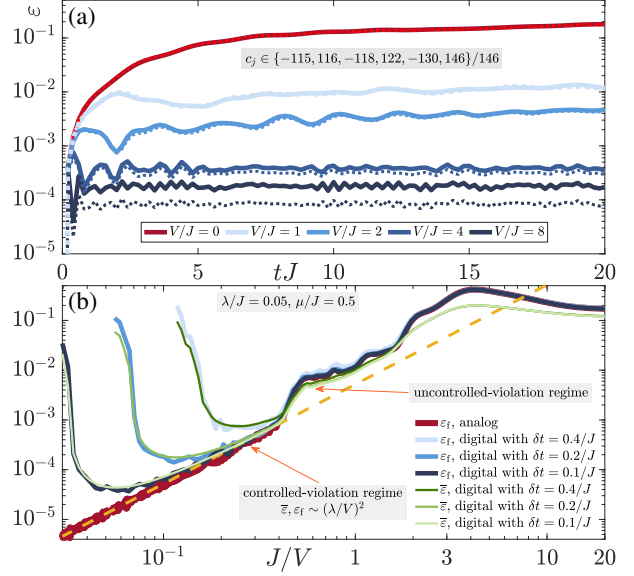 ε
(a)
10⁻¹
c_j ∈ {−115, 116, −118, 122, −130, 146}/146
10⁻²
10⁻³
10⁻⁴
V/J = 0 V/J = 1 V/J = 2 V/J = 4 V/J = 8
10⁻⁵
0 5 10 15 20
tJ
(b)
λ/J = 0.05, μ/J = 0.5
10⁻¹
10⁻²
uncontrolled-violation regime
10⁻³
ε_f, analog
ε_f, digital with δt = 0.4/J
10⁻⁴
ε_f, digital with δt = 0.2/J
ε_f, digital with δt = 0.1/J
controlled-violation regime
ε̅, ε_f ∼ (λ/V)²
ε̅, digital with δt = 0.4/J
ε̅, digital with δt = 0.2/J
10⁻⁵
ε̅, digital with δt = 0.1/J
10⁻¹ J/V 1 3 10 20